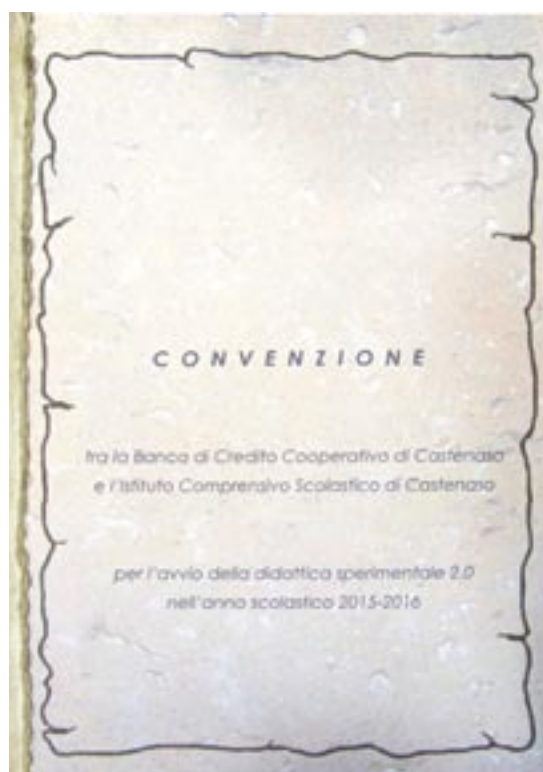 CONVENZIONE
tra la Banca di Credito Cooperativo di Castenaso
e l'Istituto Comprensivo Scolastico di Castenaso
per l'avvio della didattica sperimentale 2.0
nell'anno scolastico 2015-2016